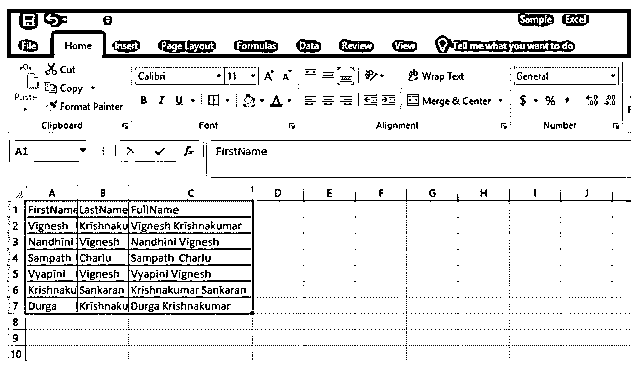 Sample Excel
File Home Insert Page Layout Formulas Data Review View Tell me what you want to do
Cut
Calibri 11 A A Wrap Text General
Copy
Paste
Format Painter B I U A Merge & Center $ % ,
Clipboard Font Alignment Number
A1 fx FirstName
A B C D E F G H I J
1 FirstName LastName FullName
2 Vignesh Krishnaku Vignesh Krishnakumar
3 Nandhini Vignesh Nandhini Vignesh
4 Sampath Charlu Sampath Charlu
5 Vyapini Vignesh Vyapini Vignesh
6 Krishnaku Sankaran Krishnakumar Sankaran
7 Durga Krishnaku Durga Krishnakumar
8
9
10